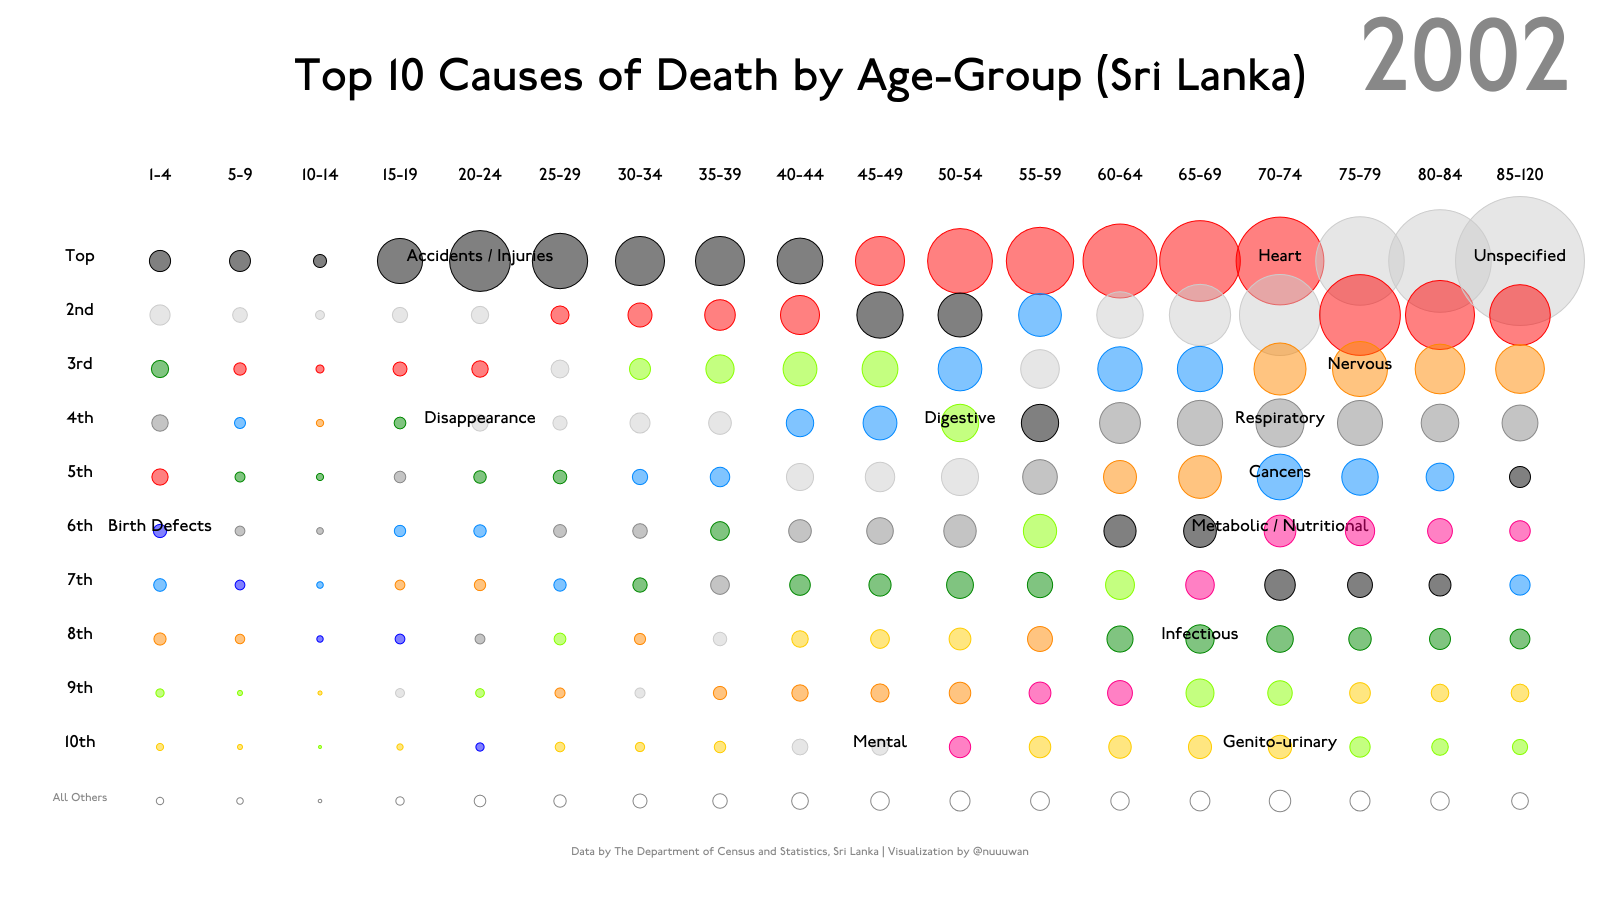 2002
Top 10 Causes of Death by Age-Group (Sri Lanka)
1-4 5-9 10-14 15-19 20-24 25-29 30-34 35-39 40-44 45-49 50-54 55-59 60-64 65-69 70-74 75-79 80-84 85-120
Top Accidents / Injuries Heart Unspecified
2nd
3rd Nervous
4th Disappearance Digestive Respiratory
5th Cancers
6th Birth Defects Metabolic / Nutritional
7th
8th Infectious
9th
10th Mental Genito-urinary
All Others
Data by The Department of Census and Statistics, Sri Lanka | Visualization by @nuuuwan